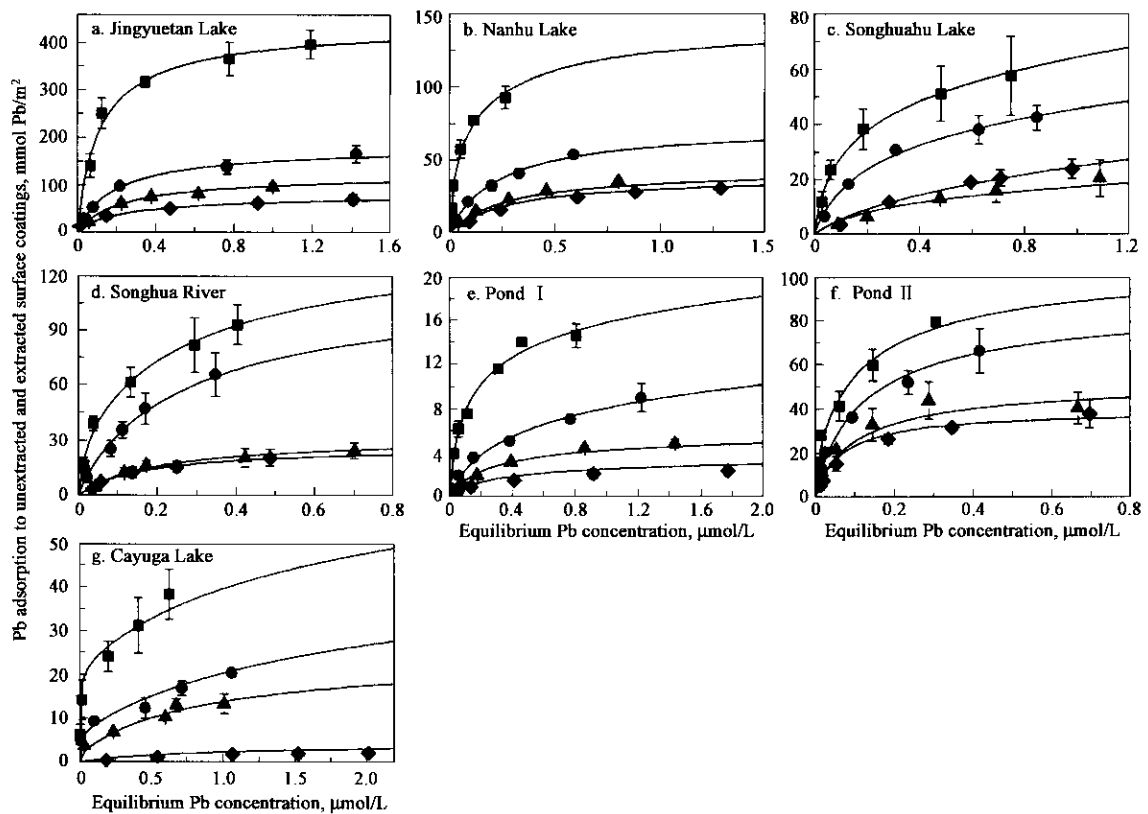 Pb adsorption to unextracted and extracted surface coatings, mmol Pb/m²
a. Jingyuetan Lake
400
300
200
100
0
0 0.4 0.8 1.2 1.6
b. Nanhu Lake
150
100
50
0
0 0.5 1.0 1.5
c. Songhuahu Lake
80
60
40
20
0
0 0.4 0.8 1.2
d. Songhua River
120
90
60
30
0
0 0.2 0.4 0.6 0.8
e. Pond I
20
16
12
8
4
0
0 0.4 0.8 1.2 1.6 2.0
Equilibrium Pb concentration, μmol/L
f. Pond II
100
80
60
40
20
0
0 0.2 0.4 0.6 0.8
Equilibrium Pb concentration, μmol/L
g. Cayuga Lake
50
40
30
20
10
0
0 0.5 1.0 1.5 2.0
Equilibrium Pb concentration, μmol/L